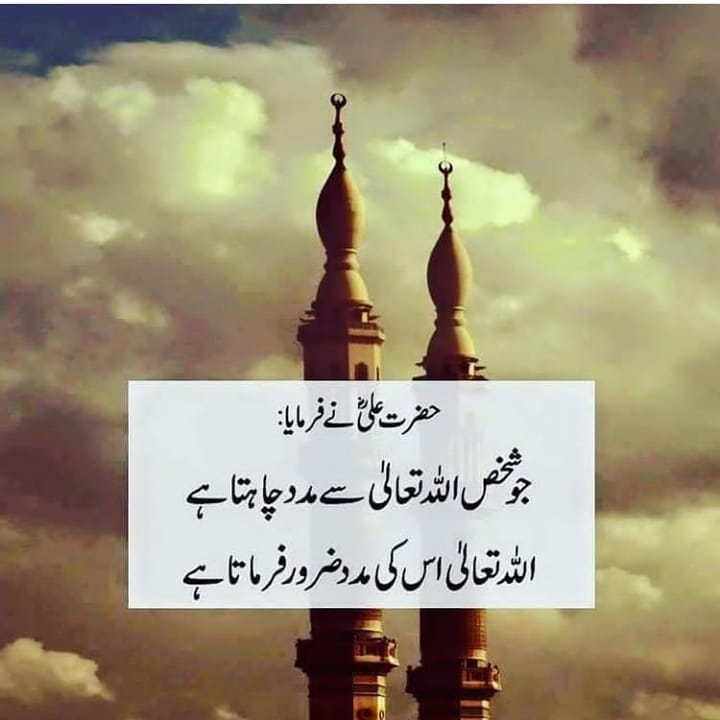 حضرت علیؓ نے فرمایا:
جو شخص اللہ تعالیٰ سے مدد چاہتا ہے
اللہ تعالیٰ اس کی مدد ضرور فرماتا ہے